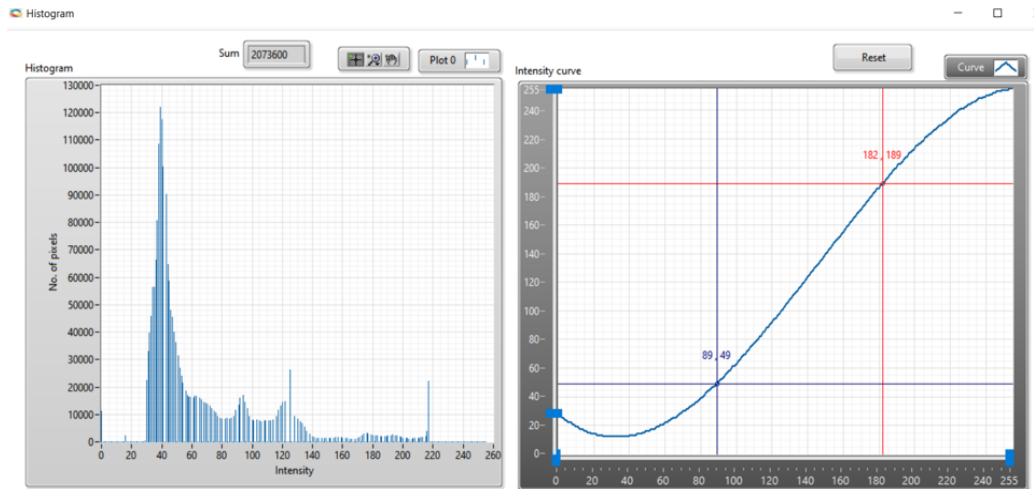 Histogram
Sum 2073600
Plot 0
Reset
Histogram
Intensity curve
Curve
130000
120000
110000
100000
90000
80000
70000
60000
50000
40000
30000
20000
10000
0
No. of pixels
0 20 40 60 80 100 120 140 160 180 200 220 240 260
Intensity
255
240
220
200
180
160
140
120
100
80
60
40
20
0
182 , 189
89 , 49
0 20 40 60 80 100 120 140 160 180 200 220 255